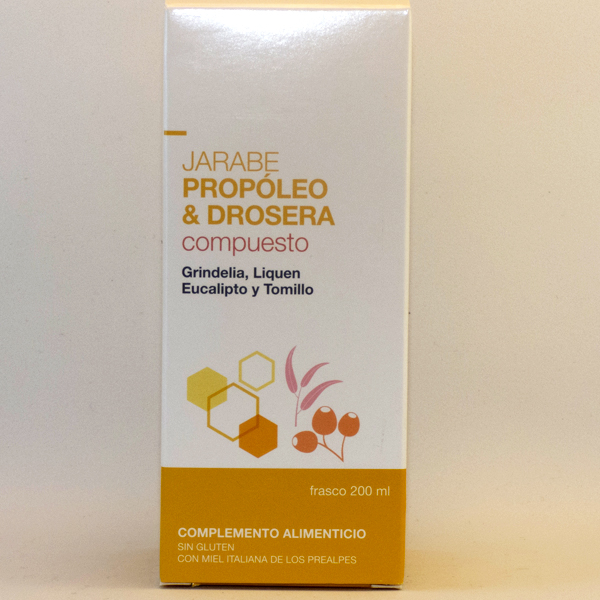 JARABE
PROPÓLEO
& DROSERA
compuesto
Grindelia, Liquen
Eucalipto y Tomillo
frasco 200 ml
COMPLEMENTO ALIMENTICIO
SIN GLUTEN
CON MIEL ITALIANA DE LOS PREALPES